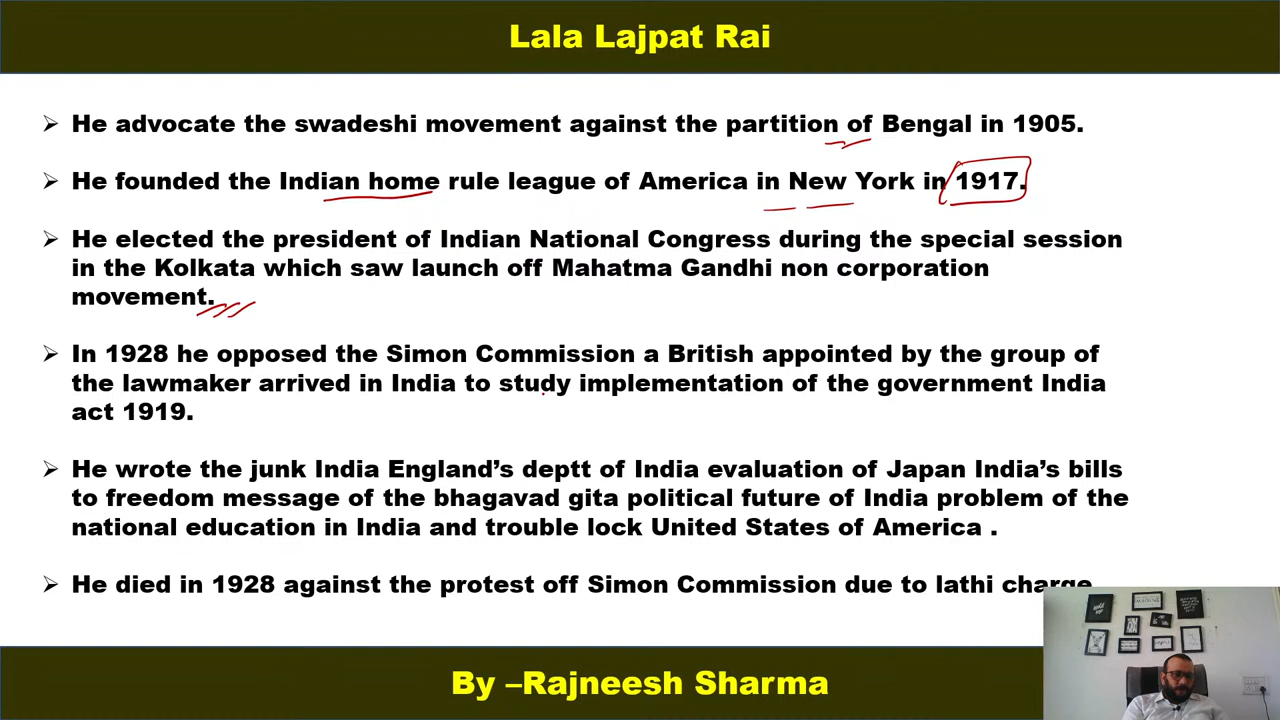 Lala Lajpat Rai
➢ He advocate the swadeshi movement against the partition of Bengal in 1905.
➢ He founded the Indian home rule league of America in New York in 1917.
➢ He elected the president of Indian National Congress during the special session
in the Kolkata which saw launch off Mahatma Gandhi non corporation
movement.
➢ In 1928 he opposed the Simon Commission a British appointed by the group of
the lawmaker arrived in India to study implementation of the government India
act 1919.
➢ He wrote the junk India England's deptt of India evaluation of Japan India's bills
to freedom message of the bhagavad gita political future of India problem of the
national education in India and trouble lock United States of America .
➢ He died in 1928 against the protest off Simon Commission due to lathi charge
By –Rajneesh Sharma